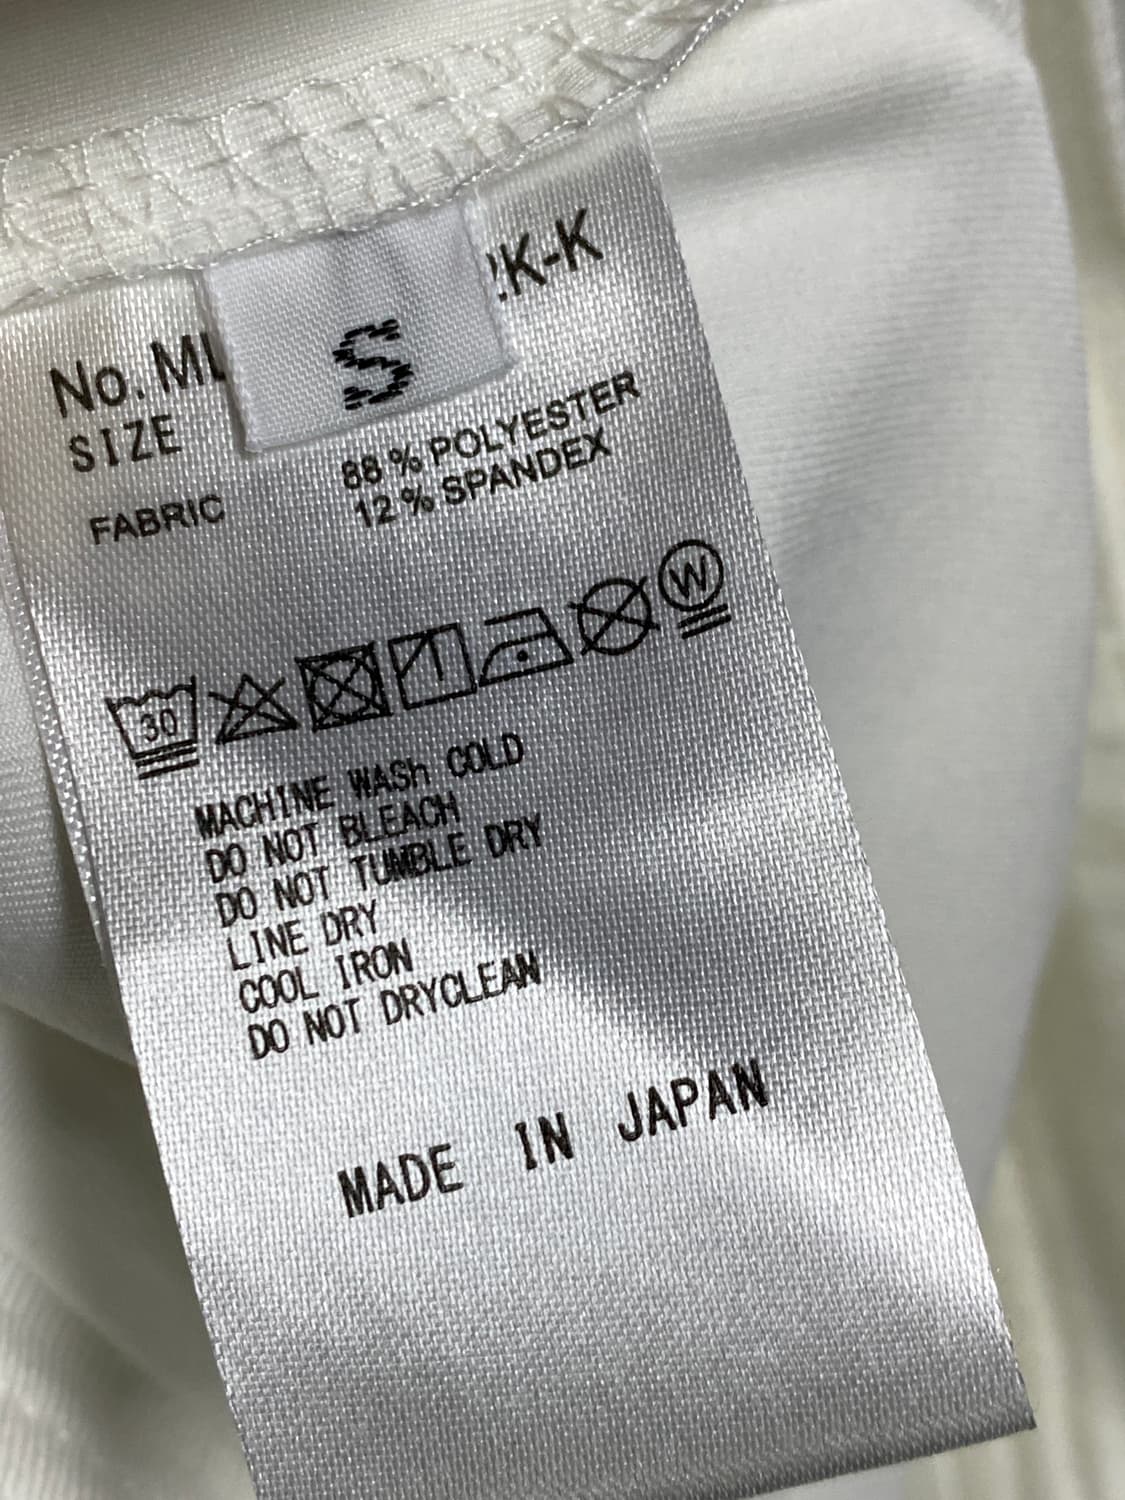 No. ML
!K-K
S
SIZE
88% POLYESTER
12% SPANDEX
FABRIC
30
W
MACHINE WASh COLD
DO NOT BLEACH
DO NOT TUMBLE DRY
LINE DRY
COOL IRON
DO NOT DRYCLEAN
MADE IN JAPAN